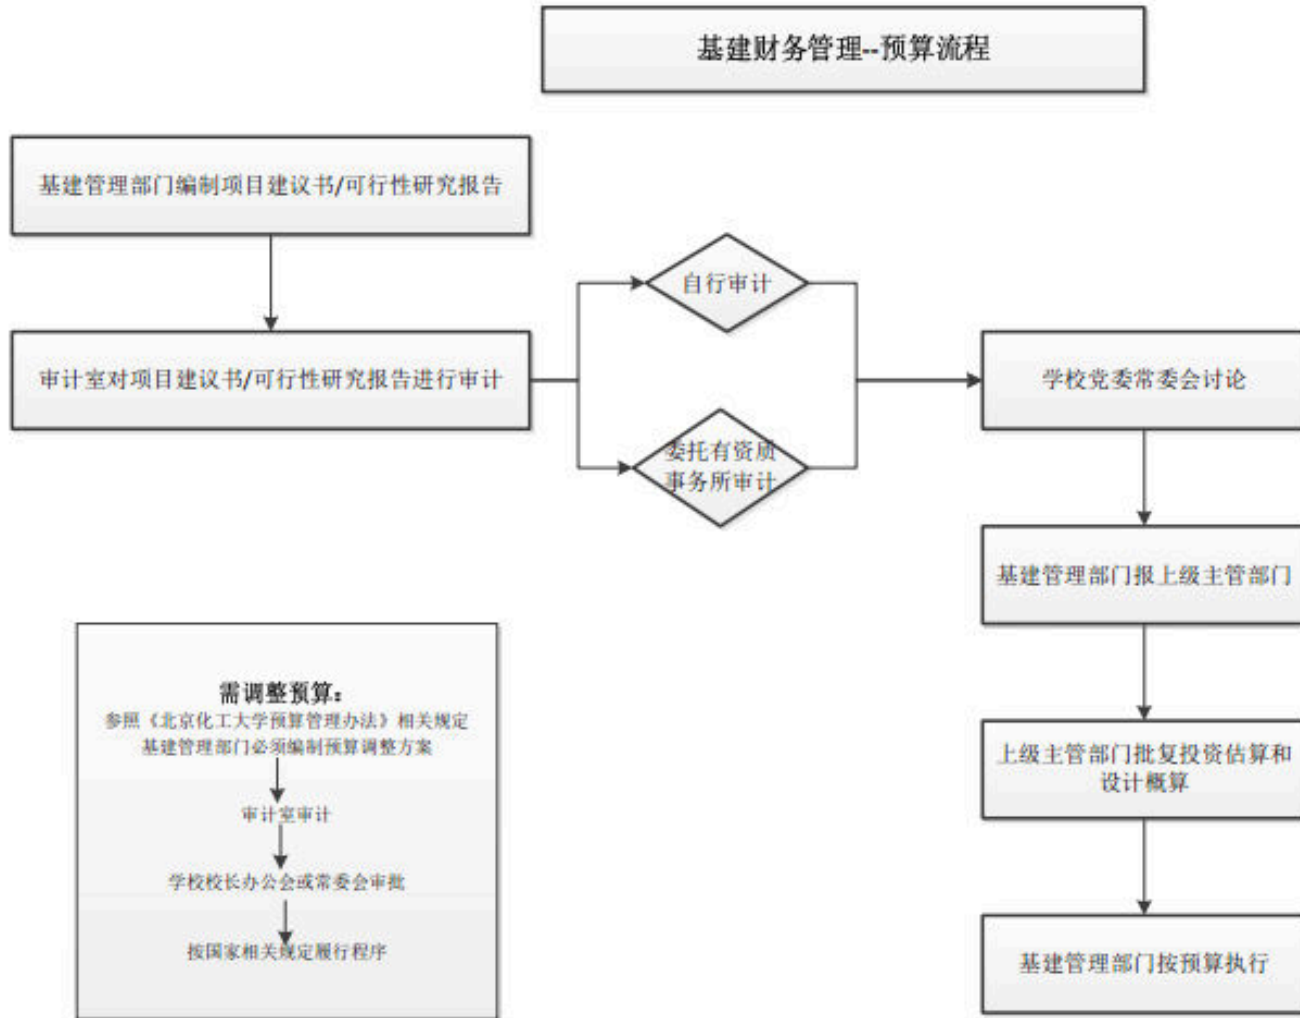 基建财务管理--预算流程
基建管理部门编制项目建议书/可行性研究报告
审计室对项目建议书/可行性研究报告进行审计
自行审计
委托有资质
事务所审计
学校党委常委会讨论
基建管理部门报上级主管部门
上级主管部门批复投资估算和
设计概算
基建管理部门按预算执行
需调整预算：
参照《北京化工大学预算管理办法》相关规定
基建管理部门必须编制预算调整方案
审计室审计
学校校长办公会或常委会审批
按国家相关规定履行程序